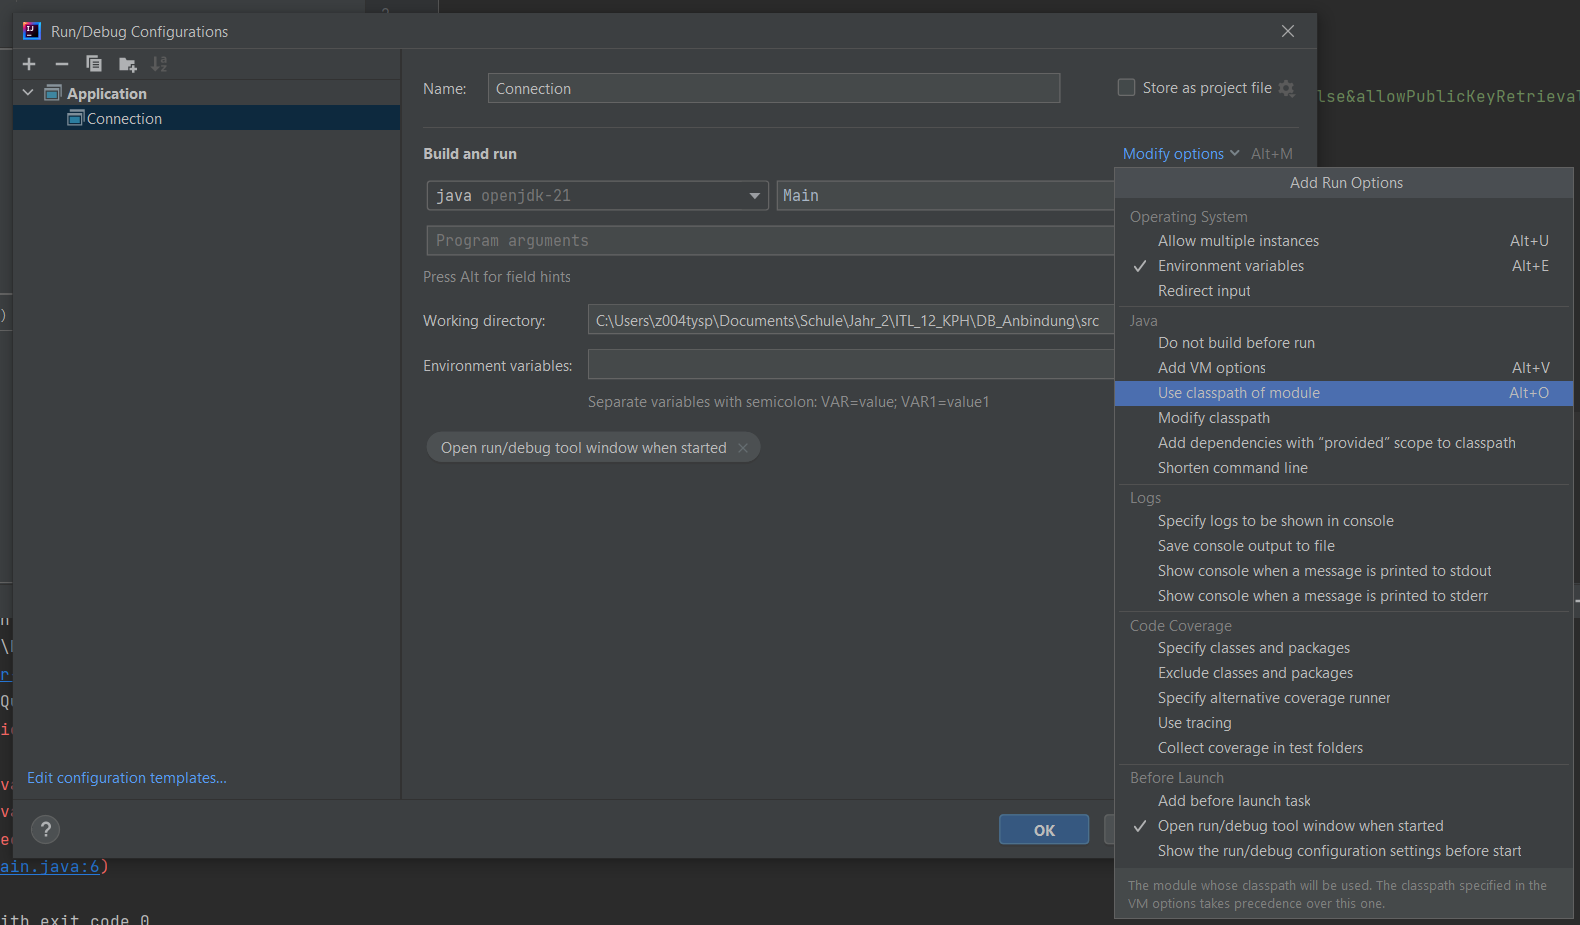 Run/Debug Configurations
Application
Connection
Name: Connection
Store as project file
lse&allowPublicKeyRetrieval
Build and run
Modify options Alt+M
java openjdk-21
Main
Program arguments
Press Alt for field hints
Working directory: C:\Users\z004tysp\Documents\Schule\Jahr_2\ITL_12_KPH\DB_Anbindung\src
Environment variables:
Separate variables with semicolon: VAR=value; VAR1=value1
Open run/debug tool window when started
Edit configuration templates...
?
OK
Add Run Options
Operating System
Allow multiple instances Alt+U
Environment variables Alt+E
Redirect input
Java
Do not build before run
Add VM options Alt+V
Use classpath of module Alt+O
Modify classpath
Add dependencies with “provided” scope to classpath
Shorten command line
Logs
Specify logs to be shown in console
Save console output to file
Show console when a message is printed to stdout
Show console when a message is printed to stderr
Code Coverage
Specify classes and packages
Exclude classes and packages
Specify alternative coverage runner
Use tracing
Collect coverage in test folders
Before Launch
Add before launch task
Open run/debug tool window when started
Show the run/debug configuration settings before start
The module whose classpath will be used. The classpath specified in the
VM options takes precedence over this one.
ain.java:6)
ith exit code 0